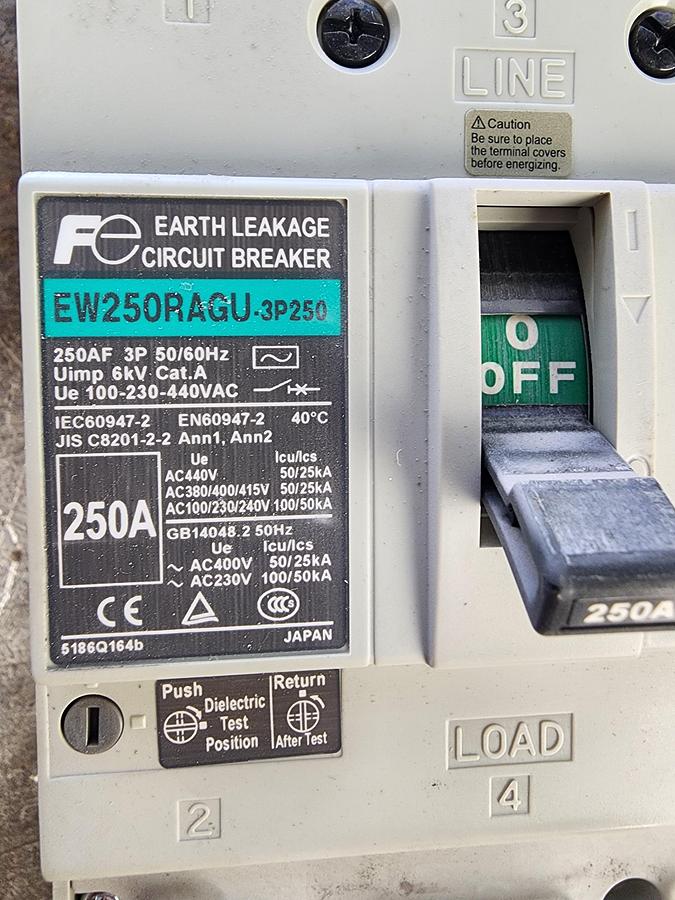 1
3
LINE
⚠ Caution
Be sure to place
the terminal covers
before energizing.
Fe EARTH LEAKAGE
CIRCUIT BREAKER
EW250RAGU-3P250
250AF 3P 50/60Hz
Uimp 6kV Cat.A
Ue 100-230-440VAC
IEC60947-2 EN60947-2 40°C
JIS C8201-2-2 Ann1, Ann2
250A
Ue Icu/Ics
AC440V 50/25kA
AC380/400/415V 50/25kA
AC100/230/240V 100/50kA
GB14048.2 50Hz
Ue Icu/Ics
~ AC400V 50/25kA
~ AC230V 100/50kA
CE CCC S
5186Q164b JAPAN
I
O
OFF
250A
Push
Dielectric
Test
Position
Return
After Test
LOAD
2
4